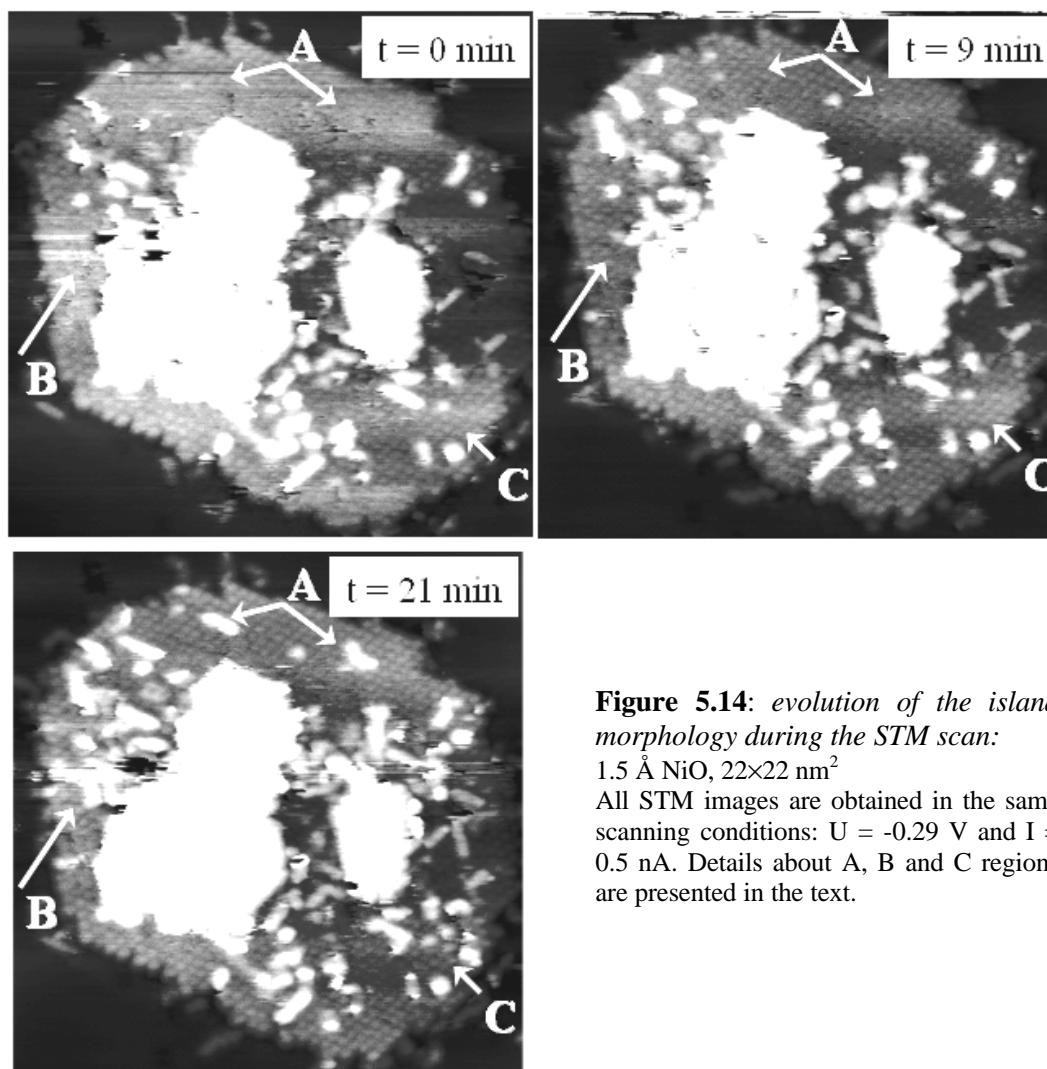 A
t = 0 min
B
C
A
t = 9 min
B
C
A
t = 21 min
B
C
Figure 5.14: evolution of the island
morphology during the STM scan:
1.5 Å NiO, 22×22 nm²
All STM images are obtained in the sam
scanning conditions: U = -0.29 V and I =
0.5 nA. Details about A, B and C region
are presented in the text.